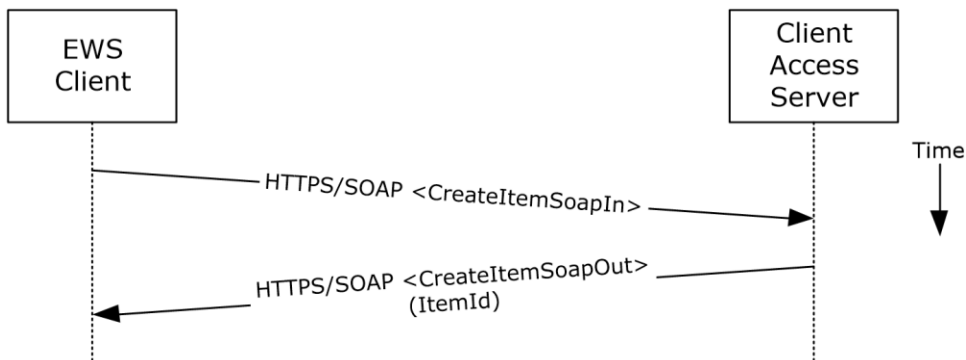 EWS
Client
Client
Access
Server
Time
HTTPS/SOAP <CreateItemSoapIn>
HTTPS/SOAP <CreateItemSoapOut>
(ItemId)